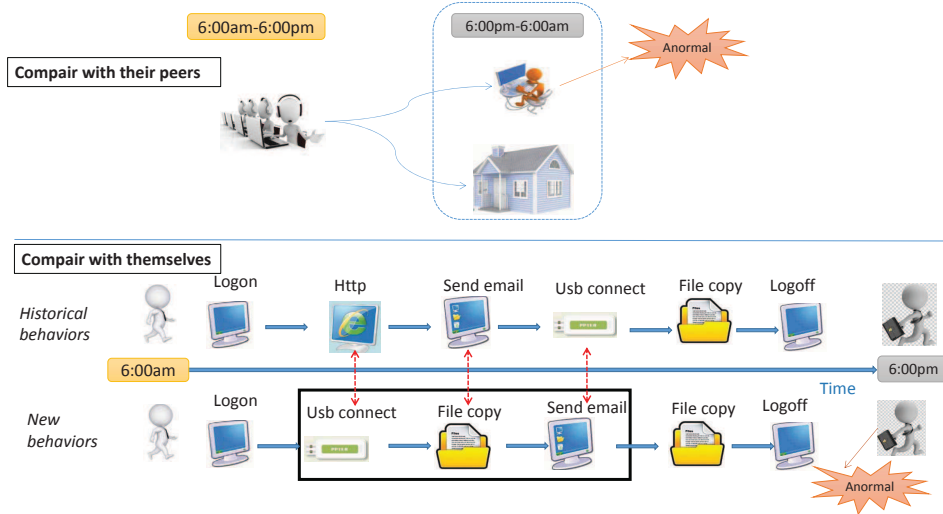 6:00am-6:00pm
6:00pm-6:00am
Anormal
Compair with their peers
Compair with themselves
Logon
Http
Send email
Usb connect
File copy
Logoff
Historical
behaviors
6:00am
6:00pm
Time
Logon
Usb connect
File copy
Send email
File copy
Logoff
New
behaviors
Anormal